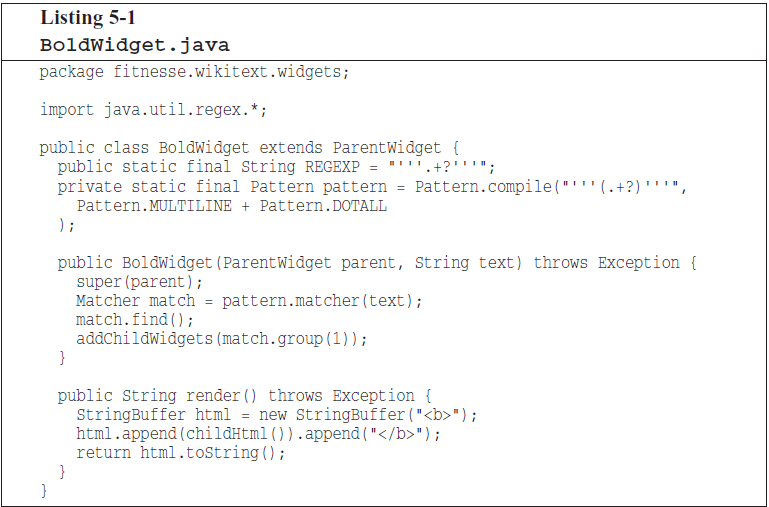 Listing 5-1
BoldWidget.java
package fitnesse.wikitext.widgets;
import java.util.regex.*;
public class BoldWidget extends ParentWidget {
public static final String REGEXP = "'''.+?'''";
private static final Pattern pattern = Pattern.compile("'''(.+?)'''",
Pattern.MULTILINE + Pattern.DOTALL
);
public BoldWidget(ParentWidget parent, String text) throws Exception {
super(parent);
Matcher match = pattern.matcher(text);
match.find();
addChildWidgets(match.group(1));
}
public String render() throws Exception {
StringBuffer html = new StringBuffer("<b>");
html.append(childHtml()).append("</b>");
return html.toString();
}
}